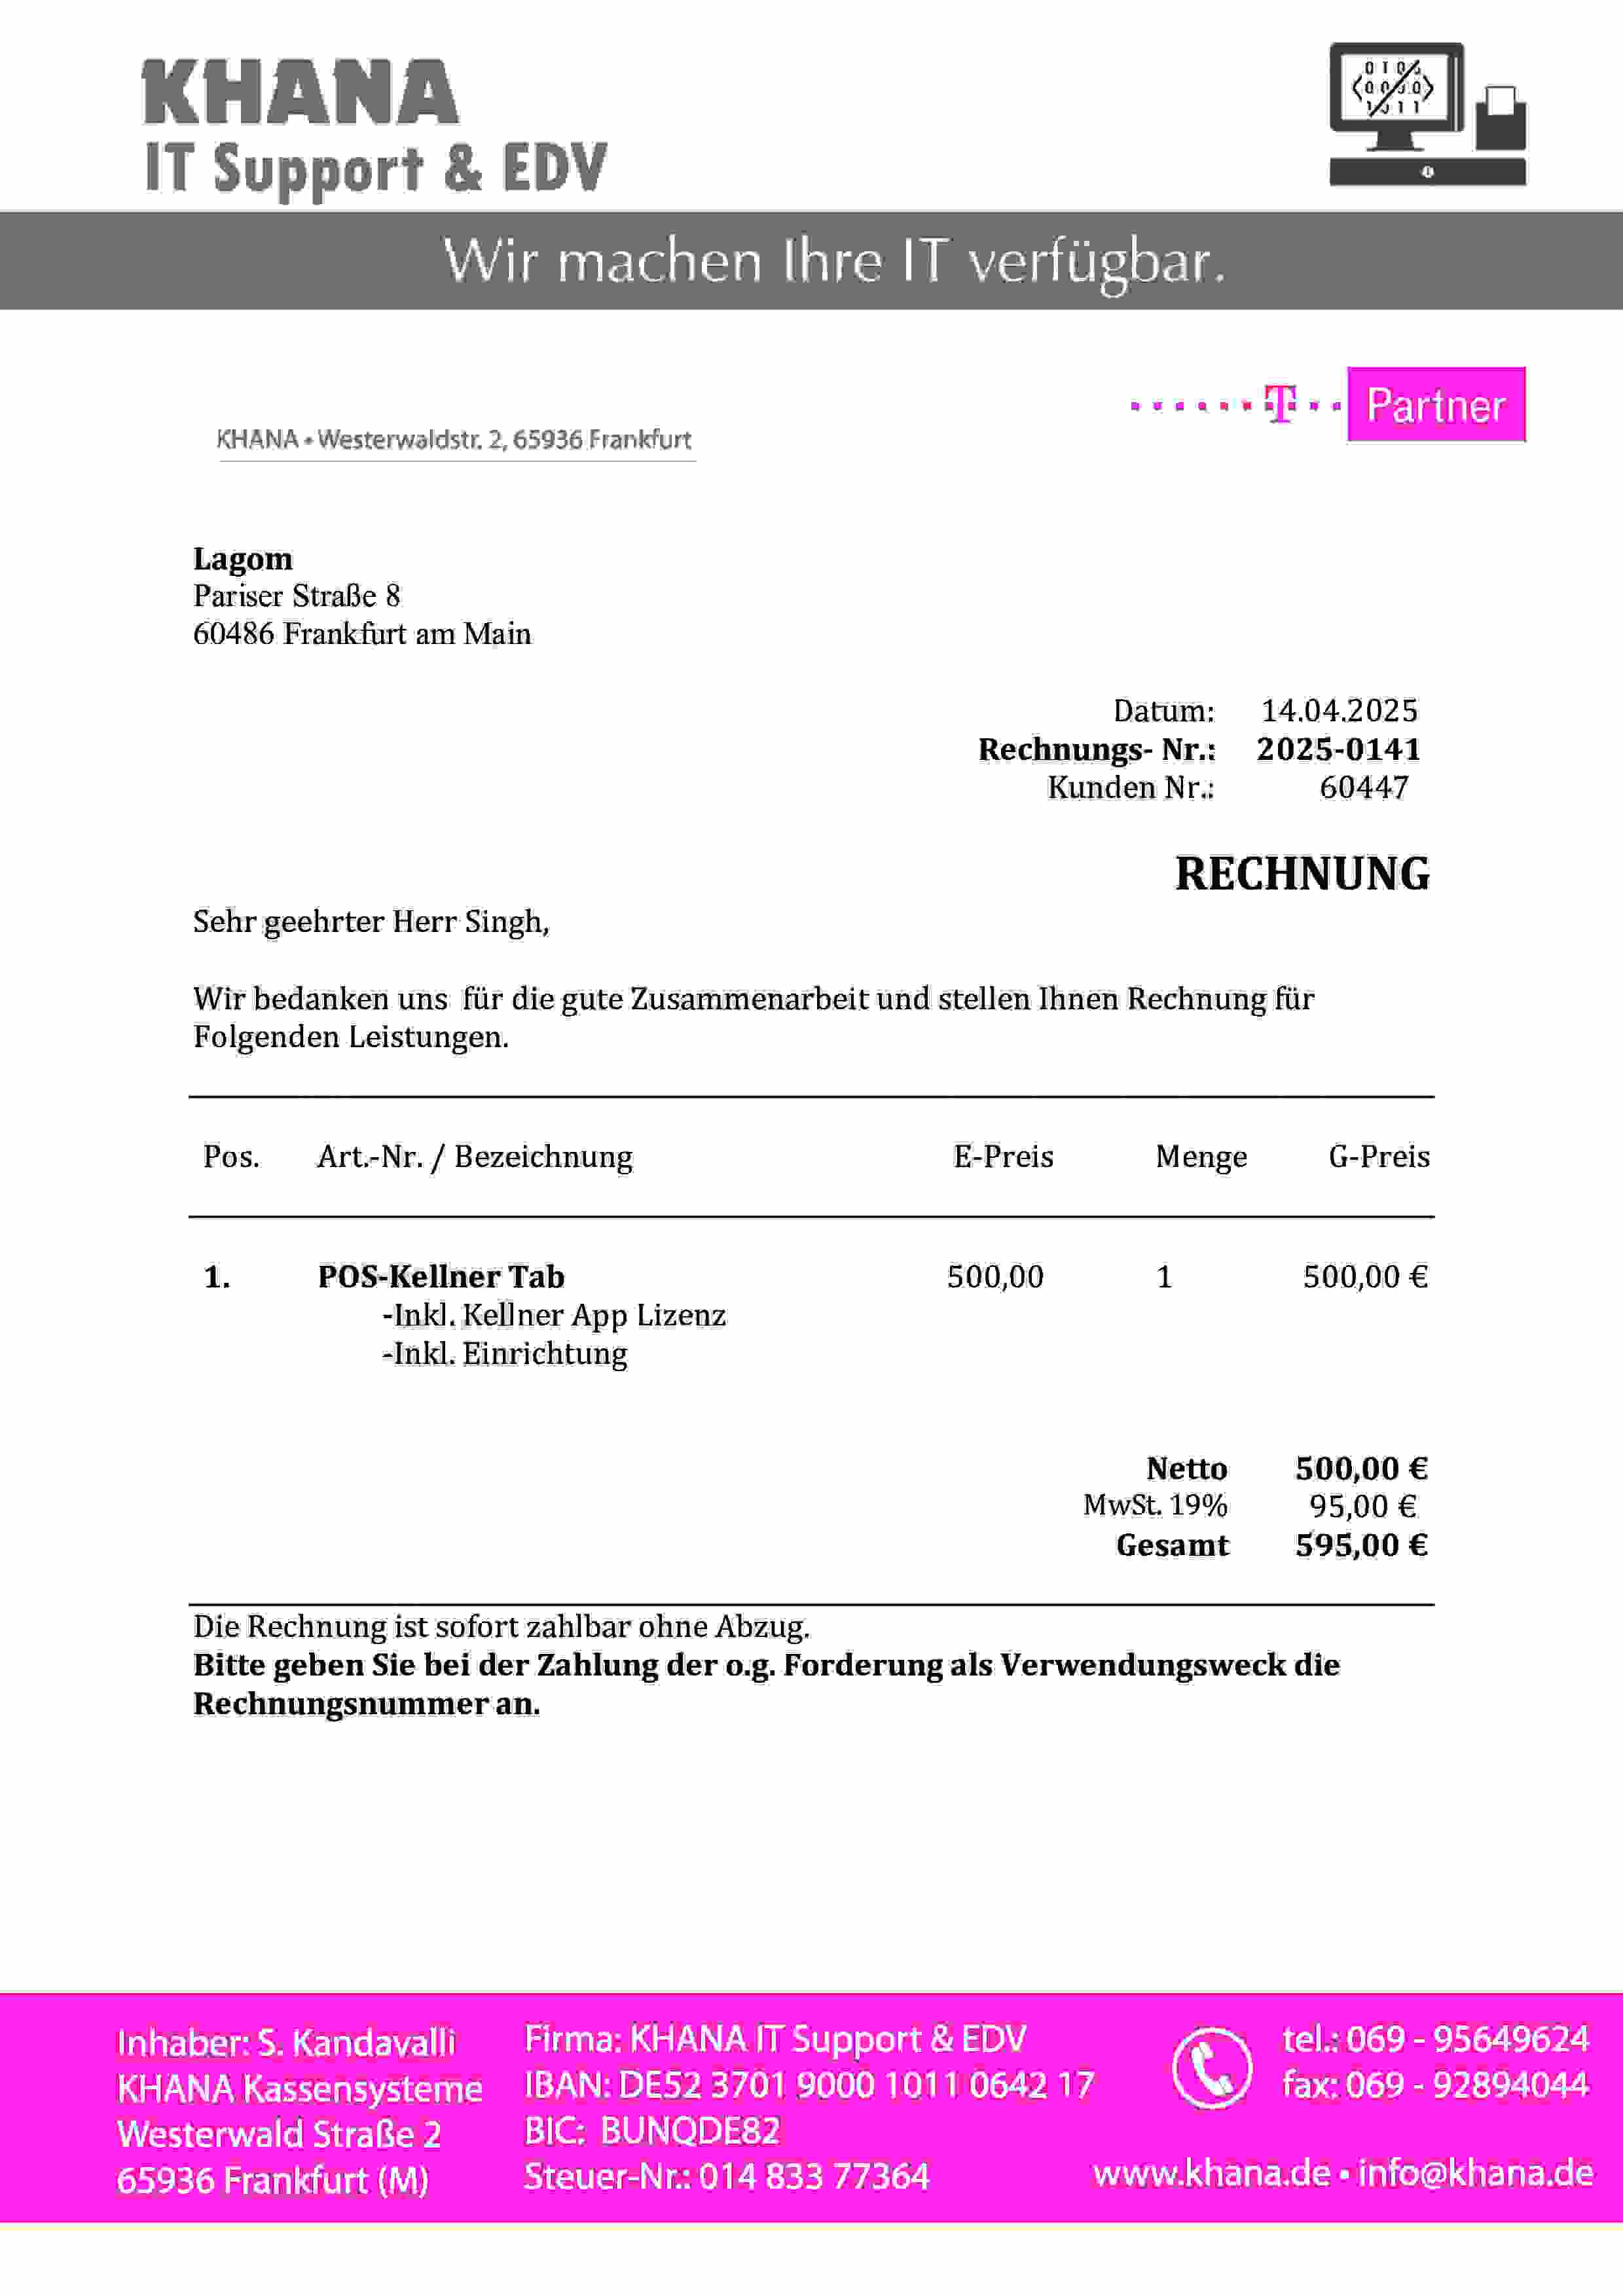 KHANA
IT Support & EDV
Wir machen Ihre IT verfügbar.
T Partner
KHANA • Westerwaldstr. 2, 65936 Frankfurt
Lagom
Pariser Straße 8
60486 Frankfurt am Main
Datum: 14.04.2025
Rechnungs- Nr.: 2025-0141
Kunden Nr.: 60447
RECHNUNG
Sehr geehrter Herr Singh,
Wir bedanken uns für die gute Zusammenarbeit und stellen Ihnen Rechnung für
Folgenden Leistungen.
Pos. Art.-Nr. / Bezeichnung E-Preis Menge G-Preis
1. POS-Kellner Tab 500,00 1 500,00 €
-Inkl. Kellner App Lizenz
-Inkl. Einrichtung
Netto 500,00 €
MwSt. 19% 95,00 €
Gesamt 595,00 €
Die Rechnung ist sofort zahlbar ohne Abzug.
Bitte geben Sie bei der Zahlung der o.g. Forderung als Verwendungsweck die
Rechnungsnummer an.
Inhaber: S. Kandavalli
KHANA Kassensysteme
Westerwald Straße 2
65936 Frankfurt (M)
Firma: KHANA IT Support & EDV
IBAN: DE52 3701 9000 1011 0642 17
BIC: BUNQDE82
Steuer-Nr.: 014 833 77364
tel.: 069 - 95649624
fax: 069 - 92894044
www.khana.de • info@khana.de